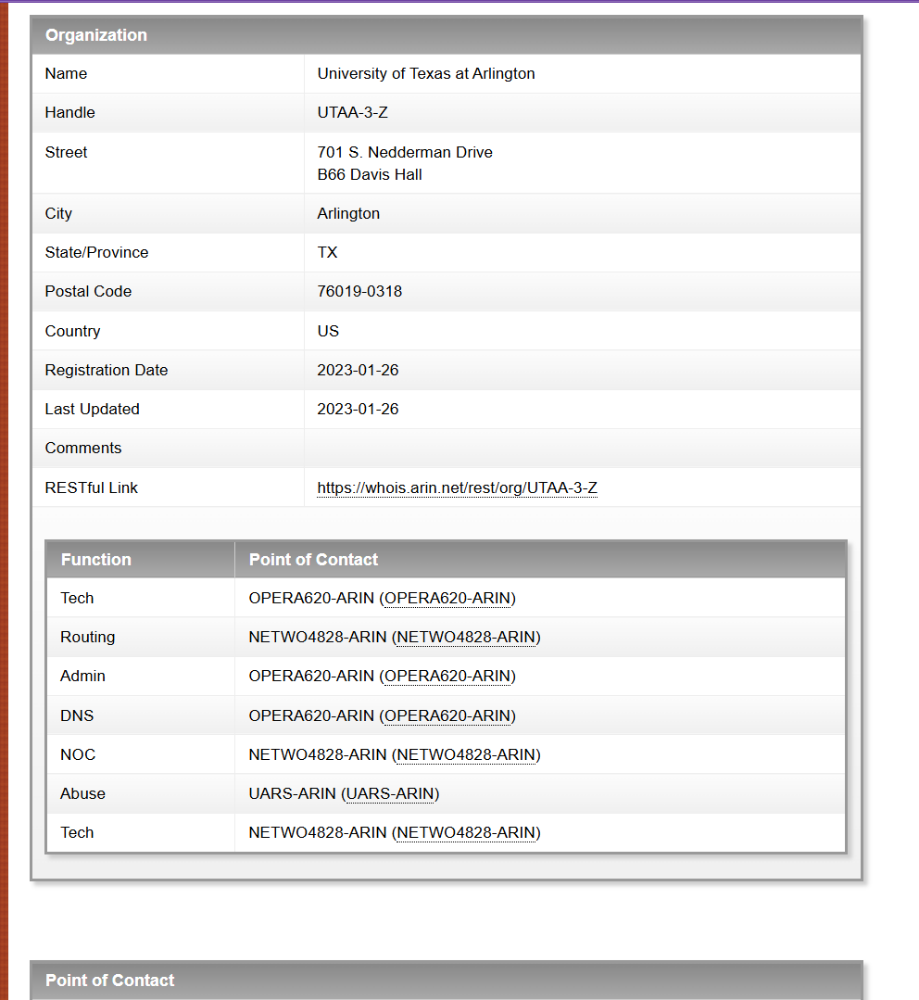 Organization
Name University of Texas at Arlington
Handle UTAA-3-Z
Street 701 S. Nedderman Drive
B66 Davis Hall
City Arlington
State/Province TX
Postal Code 76019-0318
Country US
Registration Date 2023-01-26
Last Updated 2023-01-26
Comments
RESTful Link https://whois.arin.net/rest/org/UTAA-3-Z
Function Point of Contact
Tech OPERA620-ARIN (OPERA620-ARIN)
Routing NETWO4828-ARIN (NETWO4828-ARIN)
Admin OPERA620-ARIN (OPERA620-ARIN)
DNS OPERA620-ARIN (OPERA620-ARIN)
NOC NETWO4828-ARIN (NETWO4828-ARIN)
Abuse UARS-ARIN (UARS-ARIN)
Tech NETWO4828-ARIN (NETWO4828-ARIN)
Point of Contact